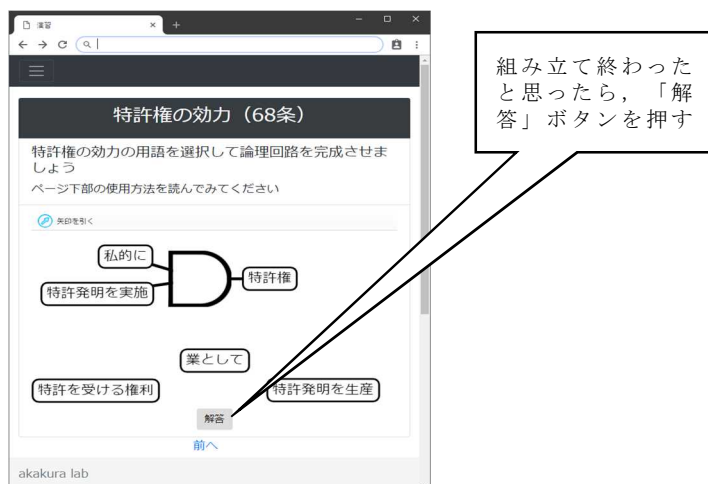 演習
特許権の効力(68条)
特許権の効力の用語を選択して論理回路を完成させま
しょう
ページ下部の使用方法を読んでみてください
矢印を引く
私的に
特許発明を実施
特許権
業として
特許を受ける権利
特許発明を生産
解答
前へ
akakura lab
組み立て終わった
と思ったら，「解
答」ボタンを押す